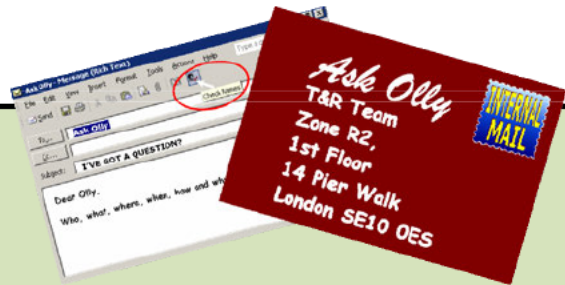 Ask Olly - Message (Rich Text)
File Edit View Insert Format Tools Actions Help
Send
Check Names
To...
Ask Olly
Cc...
Subject:
I'VE GOT A QUESTION?
Dear Olly,
Who, what, where, when, how and
Ask Olly
T&R Team
Zone R2,
1st Floor
14 Pier Walk
London SE10 0ES
INTERNAL
MAIL